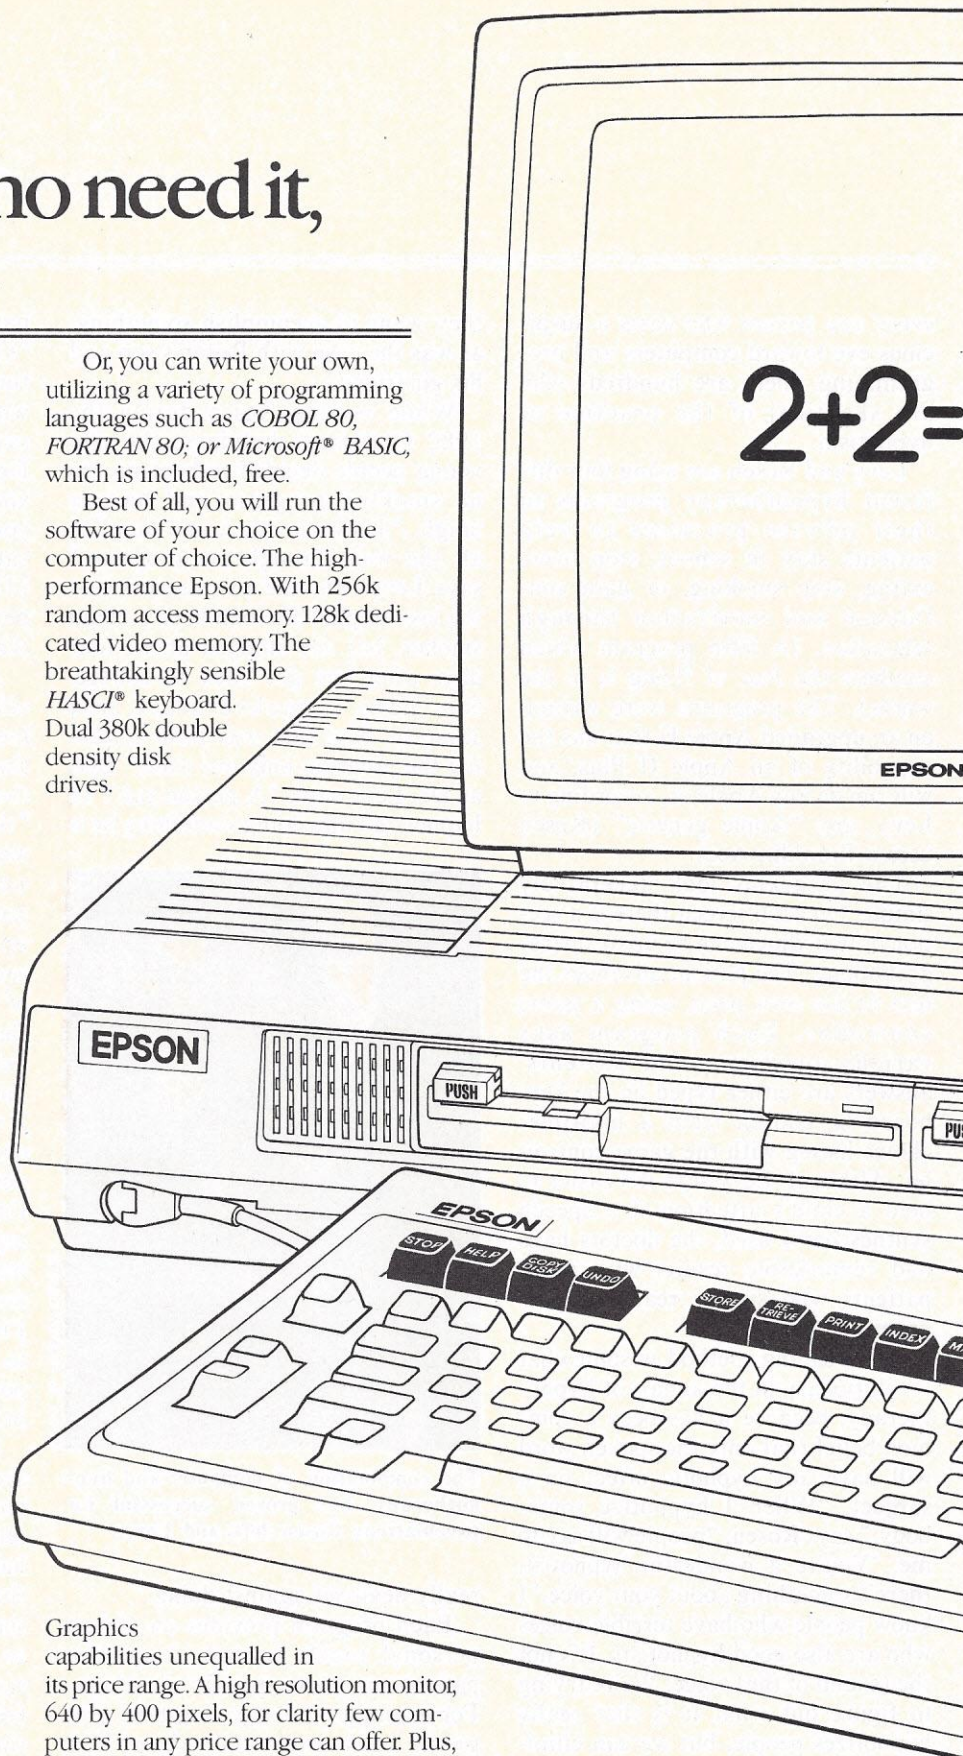 no need it,
Or, you can write your own,
utilizing a variety of programming
languages such as COBOL 80,
FORTRAN 80; or Microsoft® BASIC,
which is included, free.
Best of all, you will run the
software of your choice on the
computer of choice. The high-
performance Epson. With 256k
random access memory. 128k dedi-
cated video memory. The
breathtakingly sensible
HASCI® keyboard.
Dual 380k double
density disk
drives.
2+2=
EPSON
EPSON
PUSH
PUS
EPSON
STOP HELP COPY DISK UNDO STORE RE-TRIEVE PRINT INDEX
Graphics
capabilities unequalled in
its price range. A high resolution monitor,
640 by 400 pixels, for clarity few com-
puters in any price range can offer. Plus,